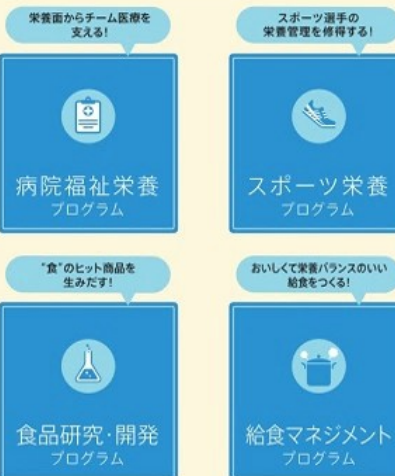 栄養面からチーム医療を
支える!
病院福祉栄養
プログラム
スポーツ選手の
栄養管理を修得する!
スポーツ栄養
プログラム
"食"のヒット商品を
生みだす!
食品研究・開発
プログラム
おいしくて栄養バランスのいい
給食をつくる!
給食マネジメント
プログラム